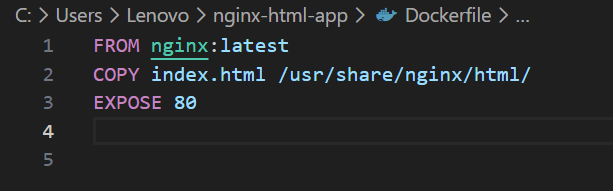 C: > Users > Lenovo > nginx-html-app > Dockerfile > ...
1 FROM nginx:latest
2 COPY index.html /usr/share/nginx/html/
3 EXPOSE 80
4
5